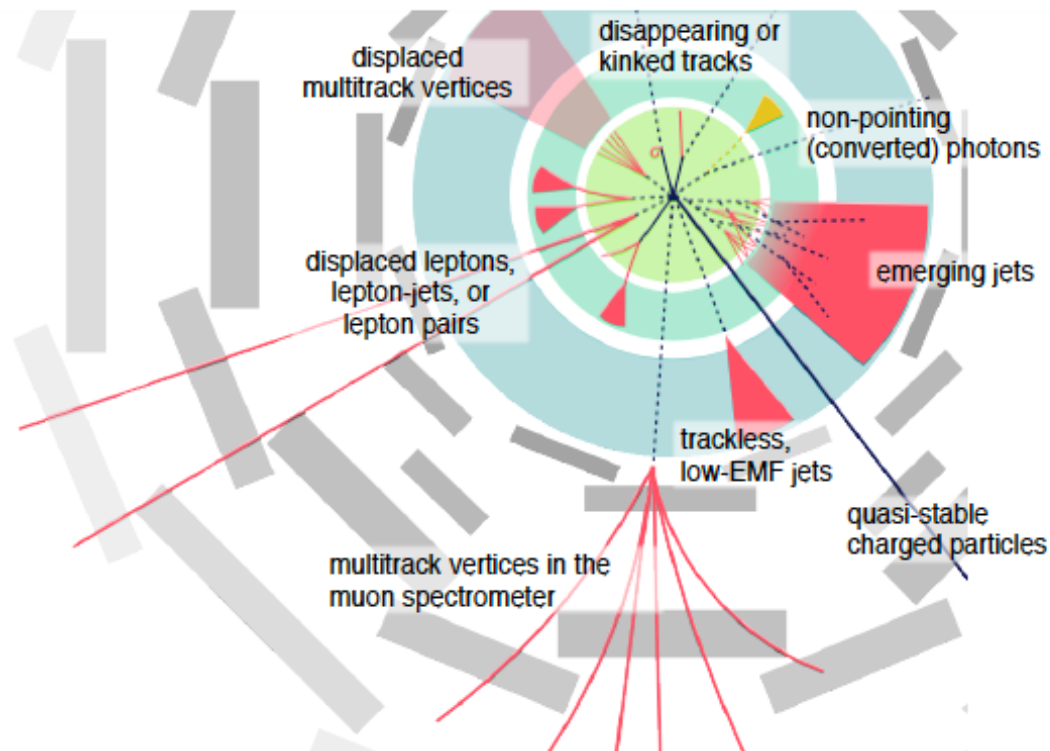 disappearing or
kinked tracks
displaced
multitrack vertices
non-pointing
(converted) photons
displaced leptons,
lepton-jets, or
lepton pairs
emerging jets
trackless,
low-EMF jets
quasi-stable
charged particles
multitrack vertices in the
muon spectrometer